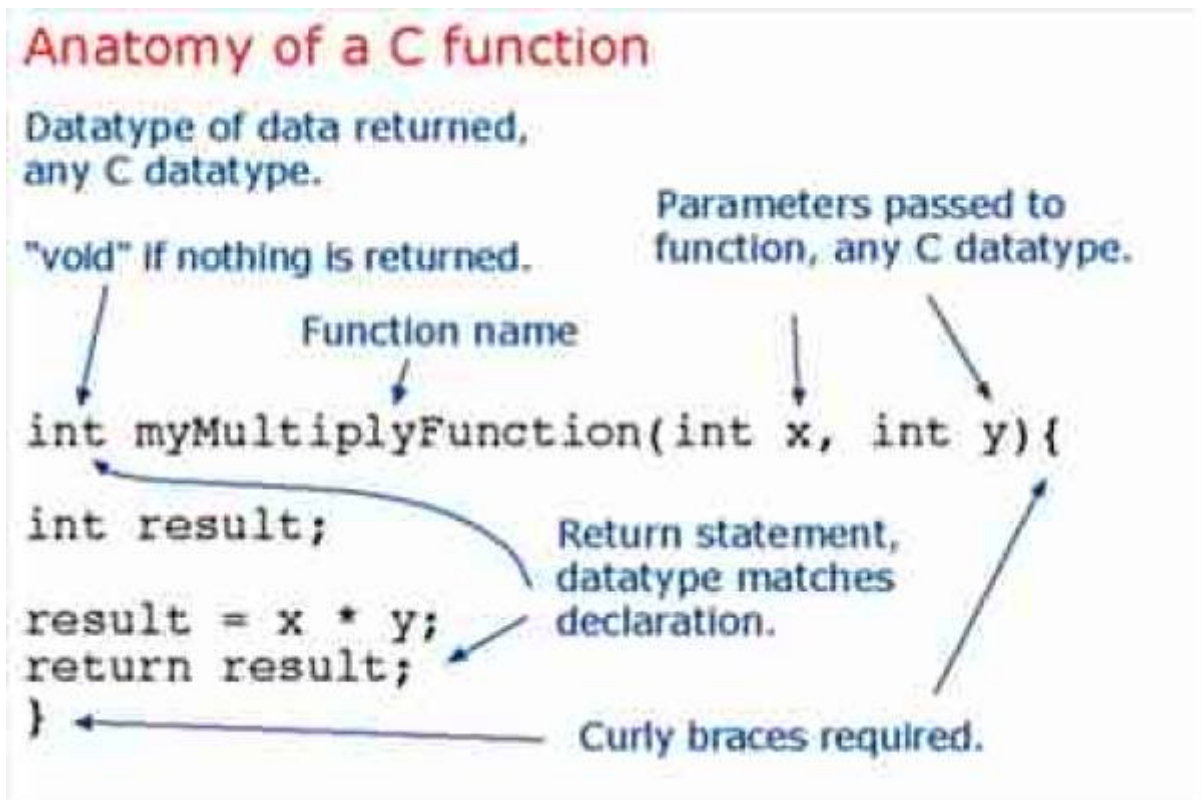 Anatomy of a C function
Datatype of data returned,
any C datatype.
"void" if nothing is returned.
Parameters passed to
function, any C datatype.
Function name
int myMultiplyFunction(int x, int y){
int result;
Return statement,
datatype matches
declaration.
result = x * y;
return result;
}
Curly braces required.